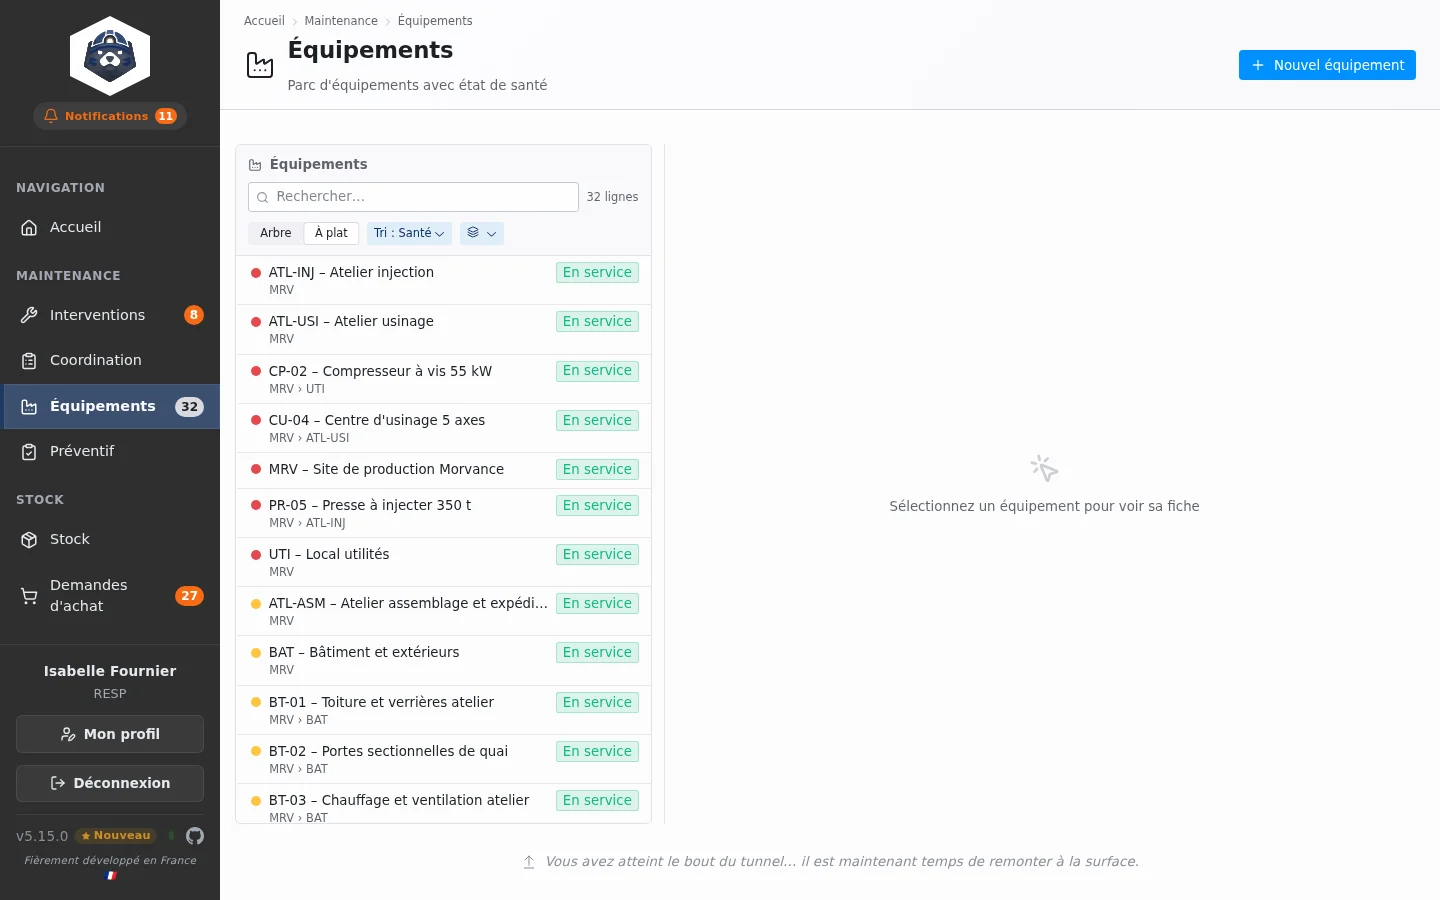 Notifications 11
NAVIGATION
Accueil
MAINTENANCE
Interventions 8
Coordination
Équipements 32
Préventif
STOCK
Stock
Demandes
d'achat 27
Isabelle Fournier
RESP
Mon profil
Déconnexion
v5.15.0 Nouveau
Fièrement développé en France
Accueil › Maintenance › Équipements
Équipements
Parc d'équipements avec état de santé
Nouvel équipement
Équipements
Rechercher...
32 lignes
Arbre À plat Tri : Santé
ATL-INJ – Atelier injection En service
MRV
ATL-USI – Atelier usinage En service
MRV
CP-02 – Compresseur à vis 55 kW En service
MRV › UTI
CU-04 – Centre d'usinage 5 axes En service
MRV › ATL-USI
MRV – Site de production Morvance En service
PR-05 – Presse à injecter 350 t En service
MRV › ATL-INJ
UTI – Local utilités En service
MRV
ATL-ASM – Atelier assemblage et expédi... En service
MRV
BAT – Bâtiment et extérieurs En service
MRV
BT-01 – Toiture et verrières atelier En service
MRV › BAT
BT-02 – Portes sectionnelles de quai En service
MRV › BAT
BT-03 – Chauffage et ventilation atelier En service
MRV › BAT
Sélectionnez un équipement pour voir sa fiche
Vous avez atteint le bout du tunnel... il est maintenant temps de remonter à la surface.